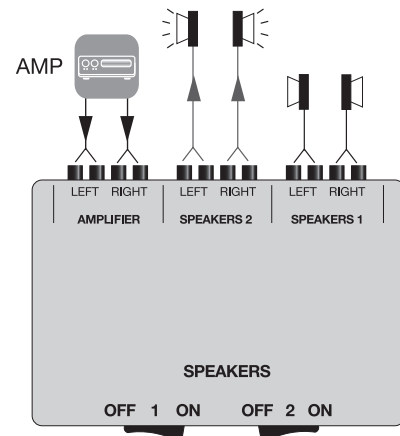 AMP
LEFT RIGHT LEFT RIGHT LEFT RIGHT
AMPLIFIER SPEAKERS 2 SPEAKERS 1
SPEAKERS
OFF 1 ON OFF 2 ON